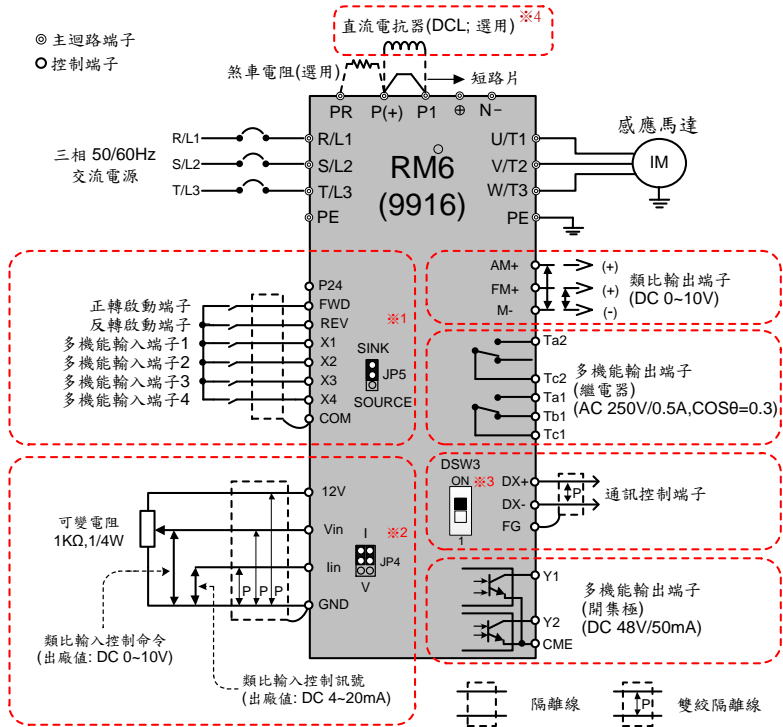 ※4
直流電抗器(DCL; 選用)
◎ 主迴路端子
O 控制端子
煞車電阻(選用)
短路片
PR P(+) P1 ⊕ N-
感應馬達
三相 50/60Hz
交流電源
R/L1
S/L2
T/L3
R/L1
S/L2
T/L3
PE
RM6
(9916)
U/T1
V/T2
W/T3
PE
IM
P24
FWD
REV
X1
X2
X3
X4
COM
正轉啟動端子
反轉啟動端子
多機能輸入端子1
多機能輸入端子2
多機能輸入端子3
多機能輸入端子4
※1
SINK
JP5
SOURCE
AM+
FM+
M-
(+)
(+)
(-)
類比輸出端子
(DC 0~10V)
Ta2
Tc2
Ta1
Tb1
Tc1
多機能輸出端子
(繼電器)
(AC 250V/0.5A,COSθ=0.3)
DSW3
ON
※3
1
DX+
DX-
FG
P
通訊控制端子
12V
Vin
Iin
GND
可變電阻
1KΩ,1/4W
P P P
I
※2
JP4
V
類比輸入控制命令
(出廠值: DC 0~10V)
類比輸入控制訊號
(出廠值: DC 4~20mA)
Y1
Y2
CME
多機能輸出端子
(開集極)
(DC 48V/50mA)
隔離線
P
雙絞隔離線